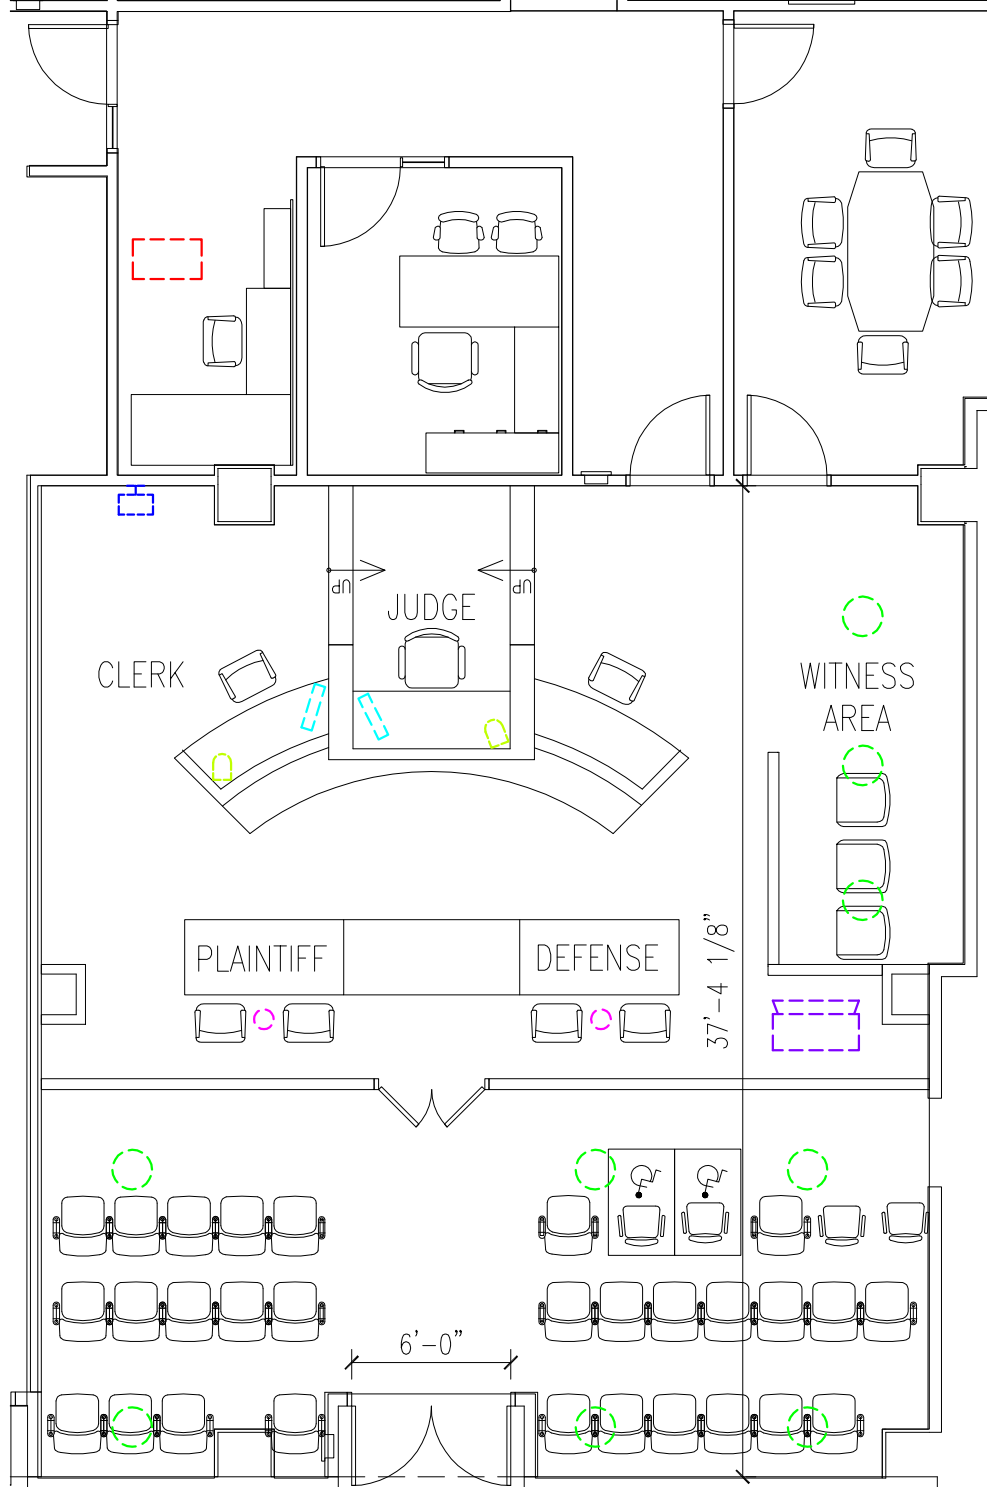 UP
UP
JUDGE
CLERK
WITNESS
AREA
PLAINTIFF
DEFENSE
37'-4 1/8"
6'-0"